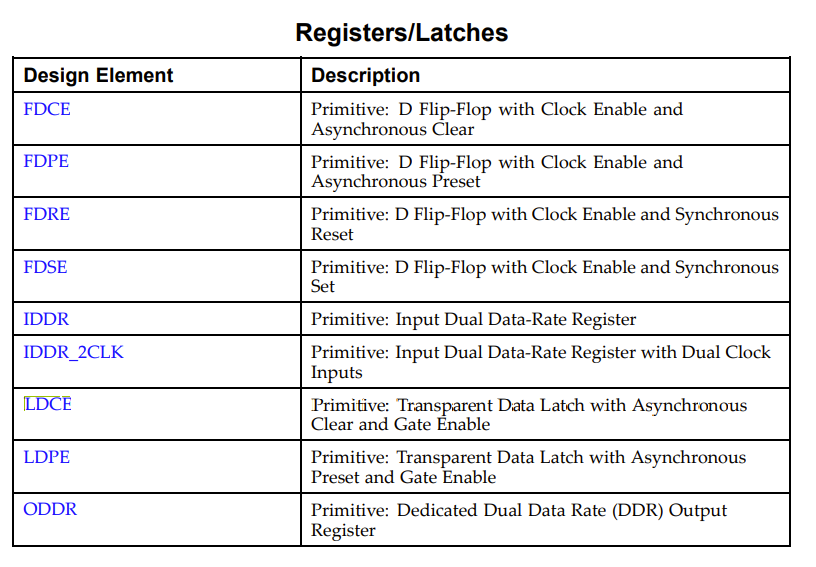 Registers/Latches
Design Element Description
FDCE Primitive: D Flip-Flop with Clock Enable and
Asynchronous Clear
FDPE Primitive: D Flip-Flop with Clock Enable and
Asynchronous Preset
FDRE Primitive: D Flip-Flop with Clock Enable and Synchronous
Reset
FDSE Primitive: D Flip-Flop with Clock Enable and Synchronous
Set
IDDR Primitive: Input Dual Data-Rate Register
IDDR_2CLK Primitive: Input Dual Data-Rate Register with Dual Clock
Inputs
LDCE Primitive: Transparent Data Latch with Asynchronous
Clear and Gate Enable
LDPE Primitive: Transparent Data Latch with Asynchronous
Preset and Gate Enable
ODDR Primitive: Dedicated Dual Data Rate (DDR) Output
Register